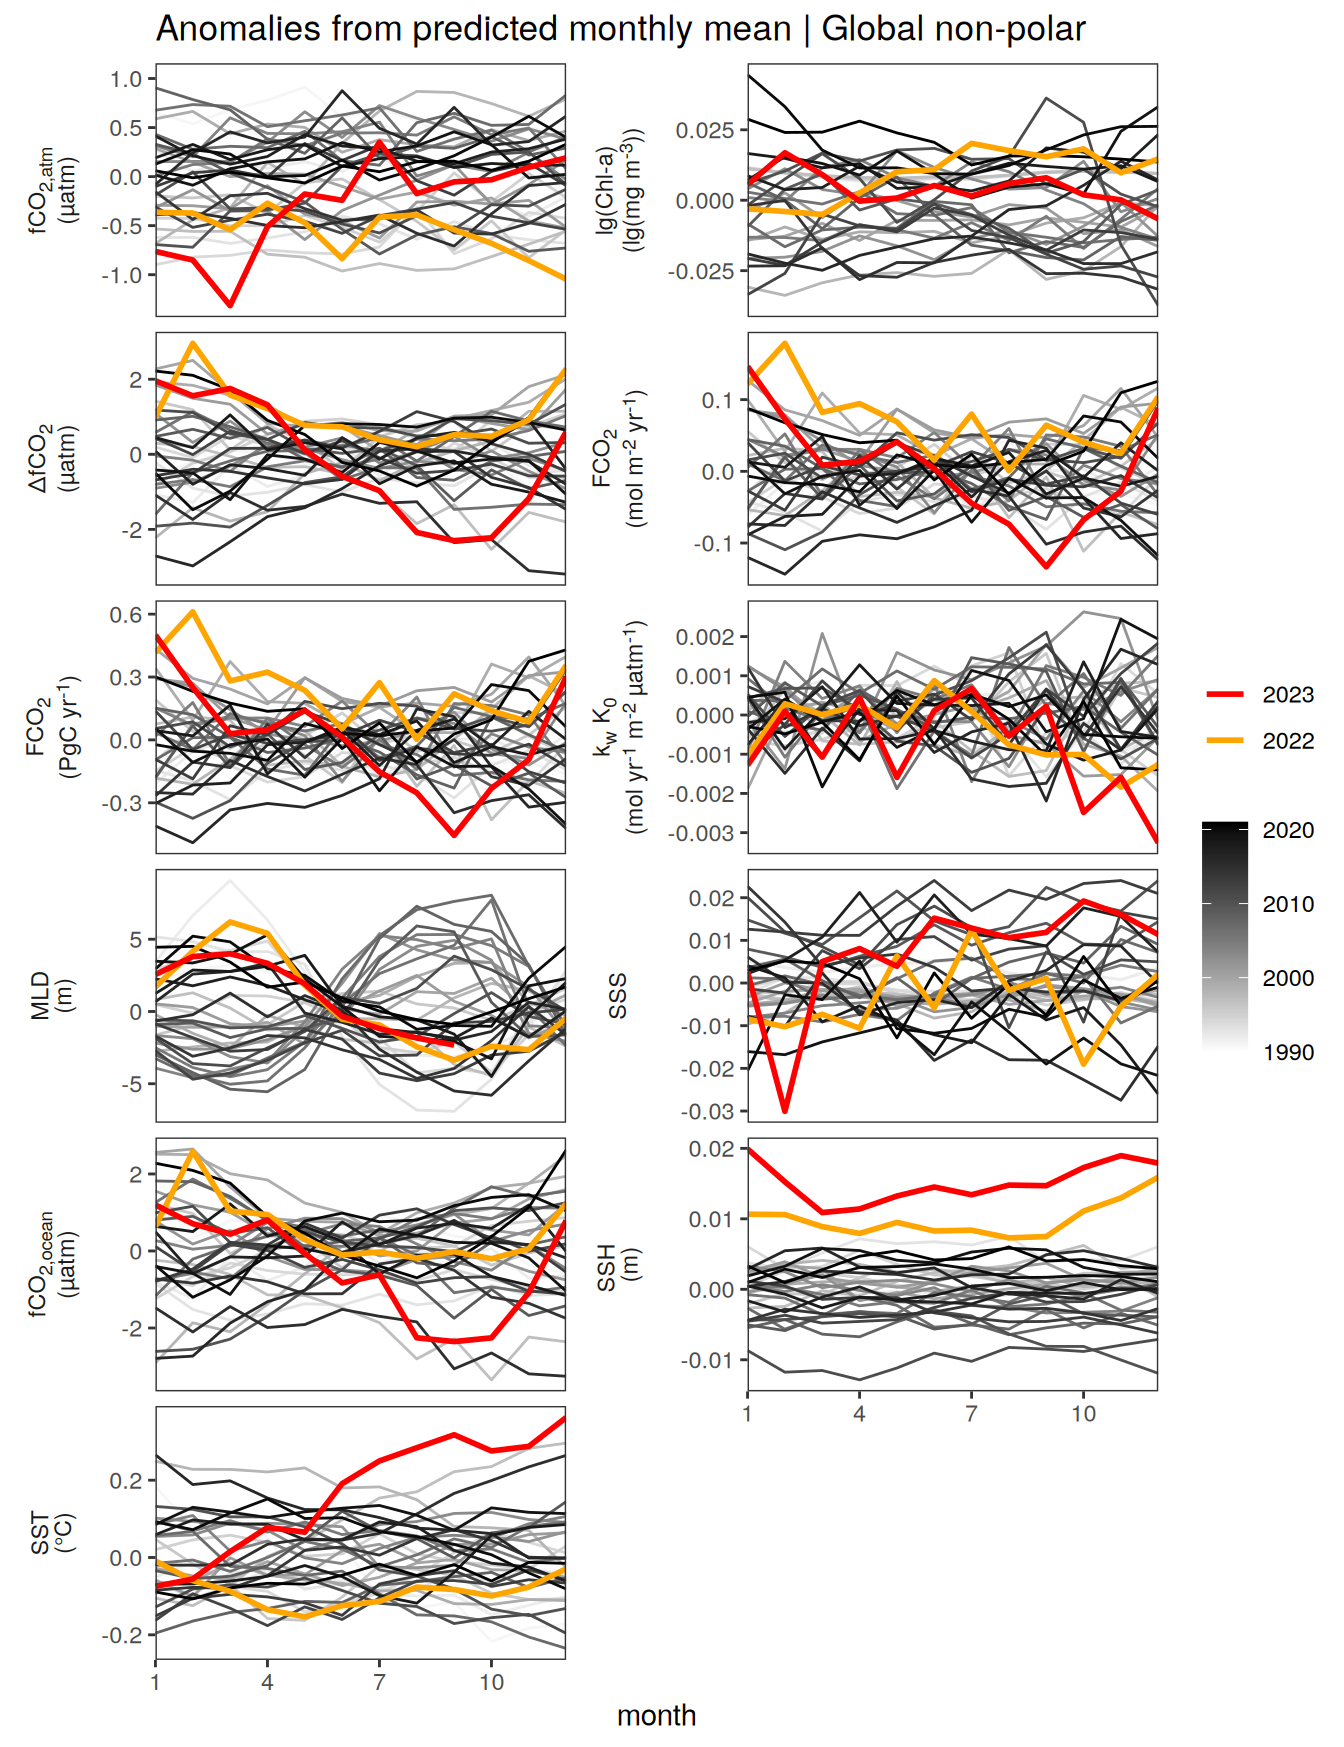 Anomalies from predicted monthly mean | Global non-polar
fCO2,atm
(µatm)
1.0
0.5
0.0
-0.5
-1.0
lg(Chl-a)
(lg(mg m-3))
0.025
0.000
-0.025
ΔfCO2
(µatm)
2
0
-2
FCO2
(mol m-2 yr-1)
0.1
0.0
-0.1
FCO2
(PgC yr-1)
0.6
0.3
0.0
-0.3
kw K0
(mol yr-1 m-2 µatm-1)
0.002
0.001
0.000
-0.001
-0.002
-0.003
2023
2022
2020
2010
2000
1990
MLD
(m)
5
0
-5
SSS
0.02
0.01
0.00
-0.01
-0.02
-0.03
fCO2,ocean
(µatm)
2
0
-2
SSH
(m)
0.02
0.01
0.00
-0.01
1 4 7 10
SST
(°C)
0.2
0.0
-0.2
1 4 7 10
month